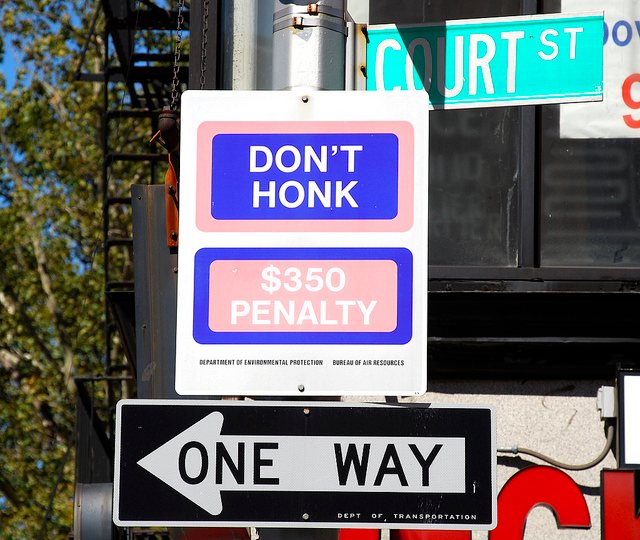 COURT ST
DON'T
HONK
$350
PENALTY
DEPARTMENT OF ENVIRONMENTAL PROTECTION BUREAU OF AIR RESOURCES
ONE WAY
DEPT OF TRANSPORTATION